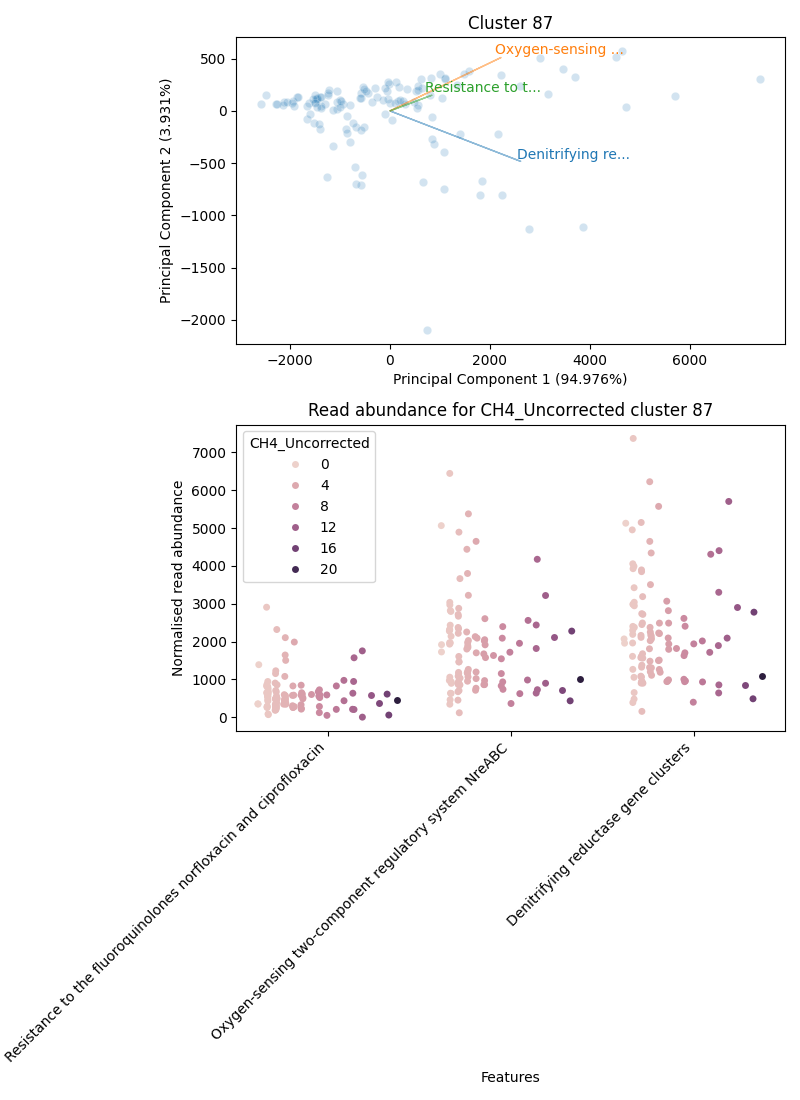 Cluster 87
Principal Component 2 (3.931%)
500
0
−500
−1000
−1500
−2000
Oxygen-sensing ...
Resistance to t...
Denitrifying re...
−2000
0
2000
4000
6000
Principal Component 1 (94.976%)
Read abundance for CH4_Uncorrected cluster 87
Normalised read abundance
7000
6000
5000
4000
3000
2000
1000
0
CH4_Uncorrected
0
4
8
12
16
20
Resistance to the fluoroquinolones norfloxacin and ciprofloxacin
Oxygen-sensing two-component regulatory system NreABC
Denitrifying reductase gene clusters
Features